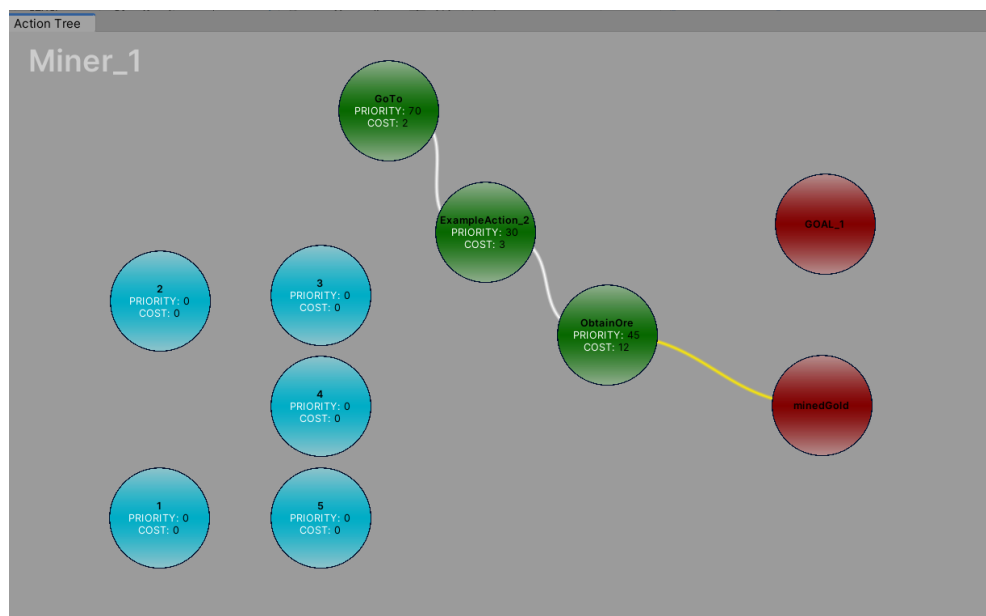 Action Tree
Miner_1
GoTo
PRIORITY: 70
COST: 2
ExampleAction_2
PRIORITY: 30
COST: 3
GOAL_1
2
PRIORITY: 0
COST: 0
3
PRIORITY: 0
COST: 0
ObtainOre
PRIORITY: 45
COST: 12
4
PRIORITY: 0
COST: 0
minedGold
1
PRIORITY: 0
COST: 0
5
PRIORITY: 0
COST: 0